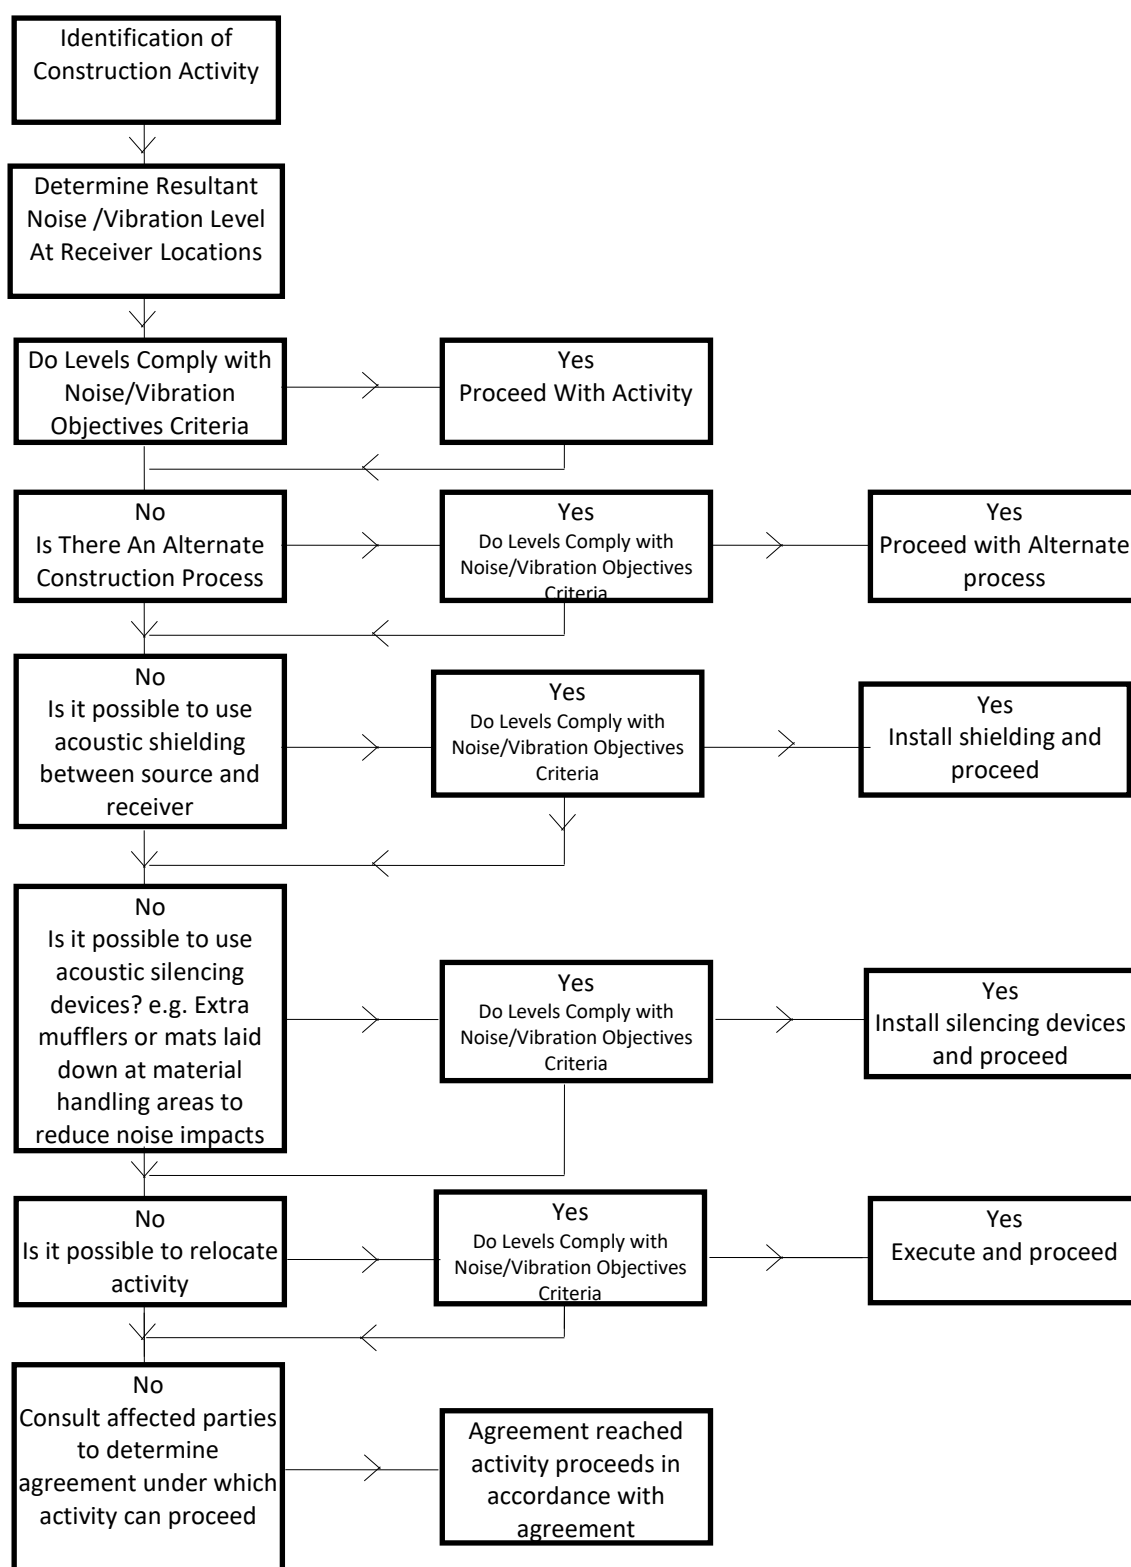 Identification of
Construction Activity
Determine Resultant
Noise /Vibration Level
At Receiver Locations
Do Levels Comply with
Noise/Vibration
Objectives Criteria
Yes
Proceed With Activity
No
Is There An Alternate
Construction Process
Yes
Do Levels Comply with
Noise/Vibration Objectives
Criteria
Yes
Proceed with Alternate
process
No
Is it possible to use
acoustic shielding
between source and
receiver
Yes
Do Levels Comply with
Noise/Vibration Objectives
Criteria
Yes
Install shielding and
proceed
No
Is it possible to use
acoustic silencing
devices? e.g. Extra
mufflers or mats laid
down at material
handling areas to
reduce noise impacts
Yes
Do Levels Comply with
Noise/Vibration Objectives
Criteria
Yes
Install silencing devices
and proceed
No
Is it possible to relocate
activity
Yes
Do Levels Comply with
Noise/Vibration Objectives
Criteria
Yes
Execute and proceed
No
Consult affected parties
to determine
agreement under which
activity can proceed
Agreement reached
activity proceeds in
accordance with
agreement